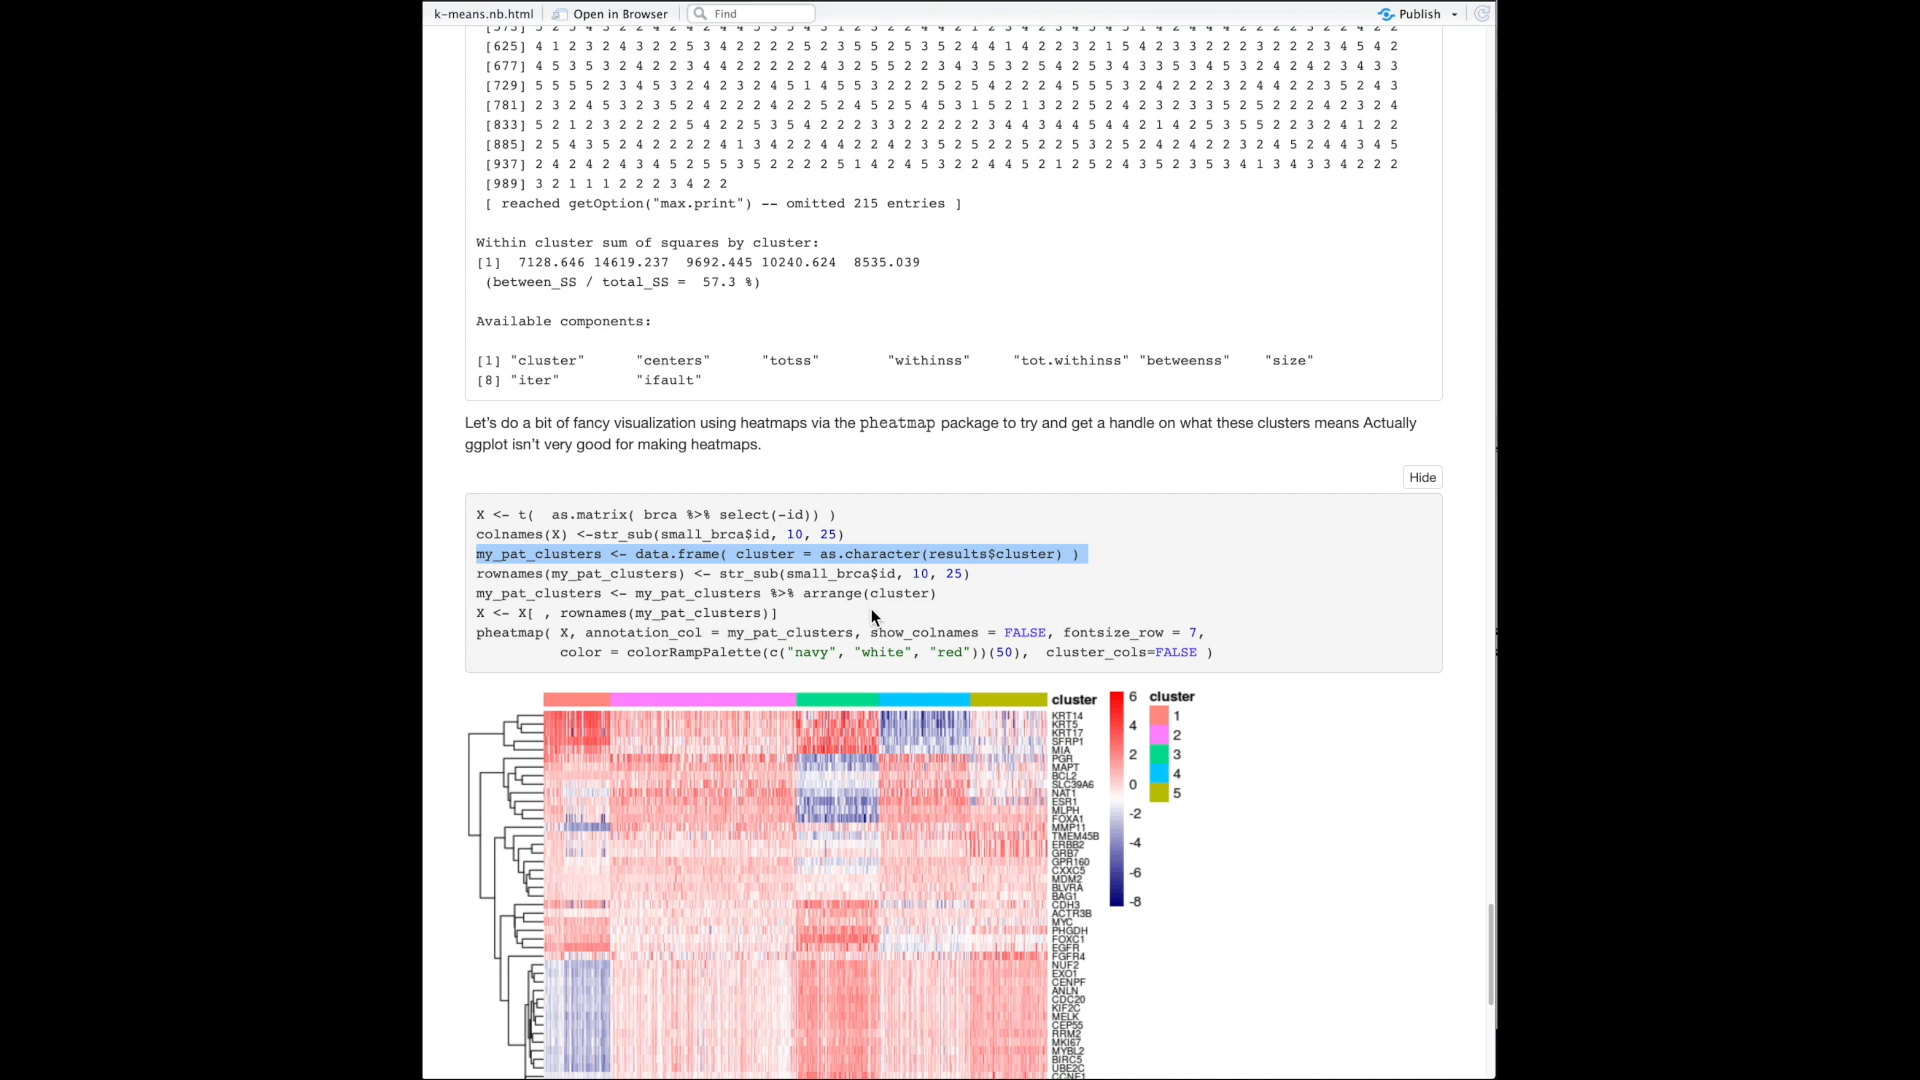 k-means.nb.html
Open in Browser
Find
Publish
[625] 4 1 2 3 2 4 3 2 2 5 3 4 2 2 2 2 5 2 3 5 5 2 5 3 5 2 4 4 1 4 2 2 3 2 1 5 4 2 3 3 2 2 2 3 2 2 2 3 4 5 4 2
[677] 4 5 3 5 3 2 4 2 2 3 4 4 2 2 2 2 2 4 3 2 5 5 2 2 3 4 3 5 3 2 5 4 2 5 3 4 3 3 5 3 4 5 3 2 4 2 4 2 3 4 3 3
[729] 5 5 5 5 2 3 4 5 3 2 4 2 3 2 4 5 1 4 5 5 3 2 2 2 5 2 5 4 2 2 2 4 5 5 5 3 2 4 2 2 2 3 2 4 4 2 2 3 5 2 4 3
[781] 2 3 2 4 5 3 2 3 5 2 4 2 2 2 4 2 2 5 2 4 5 2 5 4 5 3 1 5 2 1 3 2 2 5 2 4 2 3 2 3 3 5 2 5 2 2 2 4 2 3 2 4
[833] 5 2 1 2 3 2 2 2 2 5 4 2 2 5 3 5 4 2 2 2 3 3 2 2 2 2 2 3 4 4 3 4 4 5 4 4 2 1 4 2 5 3 5 5 2 2 3 2 4 1 2 2
[885] 2 5 4 3 5 2 4 2 2 2 2 4 1 3 4 2 2 4 4 2 2 4 2 3 5 2 5 2 2 5 2 2 5 3 2 5 2 4 2 4 2 2 3 2 4 5 2 4 4 3 4 5
[937] 2 4 2 4 2 4 3 4 5 2 5 5 3 5 2 2 2 2 5 1 4 2 4 5 3 2 2 4 4 5 2 1 2 5 2 4 3 5 2 3 5 3 4 1 3 4 3 3 4 2 2 2
[989] 3 2 1 1 1 2 2 2 3 4 2 2
[ reached getOption("max.print") -- omitted 215 entries ]
Within cluster sum of squares by cluster:
[1] 7128.646 14619.237 9692.445 10240.624 8535.039
(between_SS / total_SS = 57.3 %)
Available components:
[1] "cluster" "centers" "totss" "withinss" "tot.withinss" "betweenss" "size"
[8] "iter" "ifault"
Let's do a bit of fancy visualization using heatmaps via the pheatmap package to try and get a handle on what these clusters means Actually
ggplot isn't very good for making heatmaps.
Hide
X <- t( as.matrix( brca %>% select(-id)) )
colnames(X) <-str_sub(small_brca$id, 10, 25)
my_pat_clusters <- data.frame( cluster = as.character(results$cluster) )
rownames(my_pat_clusters) <- str_sub(small_brca$id, 10, 25)
my_pat_clusters <- my_pat_clusters %>% arrange(cluster)
X <- X[ , rownames(my_pat_clusters)]
pheatmap( X, annotation_col = my_pat_clusters, show_colnames = FALSE, fontsize_row = 7,
color = colorRampPalette(c("navy", "white", "red"))(50), cluster_cols=FALSE )
cluster
KRT14
KRT5
KRT17
SFRP1
MIA
PGR
MAPT
BCL2
SLC39A6
NAT1
ESR1
MLPH
FOXA1
MMP11
TMEM45B
ERBB2
GRB7
GPR160
CXXC5
MDM2
BLVRA
BAG1
CDH3
ACTR3B
MYC
PHGDH
FOXC1
EGFR
FGFR4
NUF2
EXO1
CENPF
ANLN
CDC20
KIF2C
MELK
CEP55
RRM2
MKI67
MYBL2
BIRC5
UBE2C
CCNE1
6
4
2
0
-2
-4
-6
-8
cluster
1
2
3
4
5